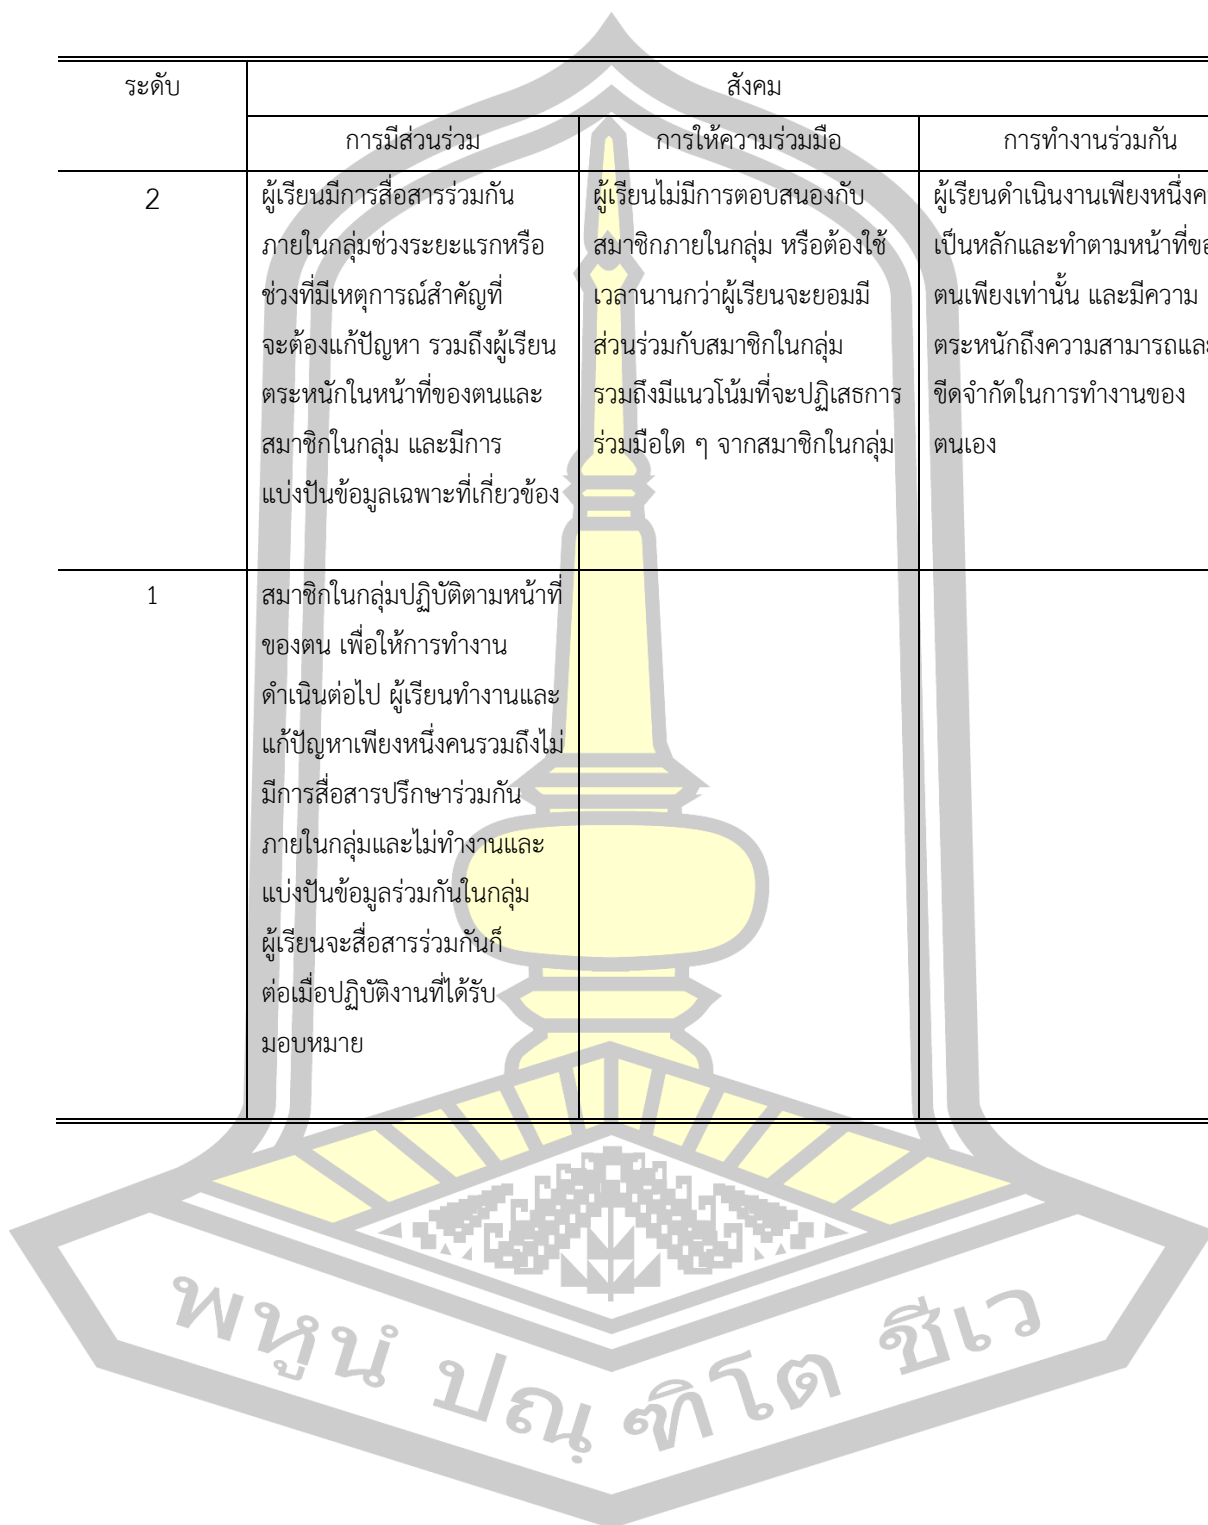 ระดับ
สังคม
การมีส่วนร่วม
การให้ความร่วมมือ
การทำงานร่วมกัน
2
ผู้เรียนมีการสื่อสารร่วมกัน
ภายในกลุ่มช่วงระยะแรกหรือ
ช่วงที่มีเหตุการณ์สำคัญที่
จะต้องแก้ปัญหา รวมถึงผู้เรียน
ตระหนักในหน้าที่ของตนและ
สมาชิกในกลุ่ม และมีการ
แบ่งปันข้อมูลเฉพาะที่เกี่ยวข้อง
ผู้เรียนไม่มีการตอบสนองกับ
สมาชิกภายในกลุ่ม หรือต้องใช้
เวลานานกว่าผู้เรียนจะยอมมี
ส่วนร่วมกับสมาชิกในกลุ่ม
รวมถึงมีแนวโน้มที่จะปฏิเสธการ
ร่วมมือใด ๆ จากสมาชิกในกลุ่ม
ผู้เรียนดำเนินงานเพียงหนึ่ง
เป็นหลักและทำตามหน้าที่
ตนเพียงเท่านั้น และมีความ
ตระหนักถึงความสามารถ
ขีดจำกัดในการทำงานของ
ตนเอง
1
สมาชิกในกลุ่มปฏิบัติตามหน้าที่
ของตน เพื่อให้การทำงาน
ดำเนินต่อไป ผู้เรียนทำงานและ
แก้ปัญหาเพียงหนึ่งคนรวมถึงไม่
มีการสื่อสารปรึกษาร่วมกัน
ภายในกลุ่มและไม่ทำงานและ
แบ่งปันข้อมูลร่วมกันในกลุ่ม
ผู้เรียนจะสื่อสารร่วมกันก็
ต่อเมื่อปฏิบัติงานที่ได้รับ
มอบหมาย
พหูนํ ปณฺฑิโต ชีเว